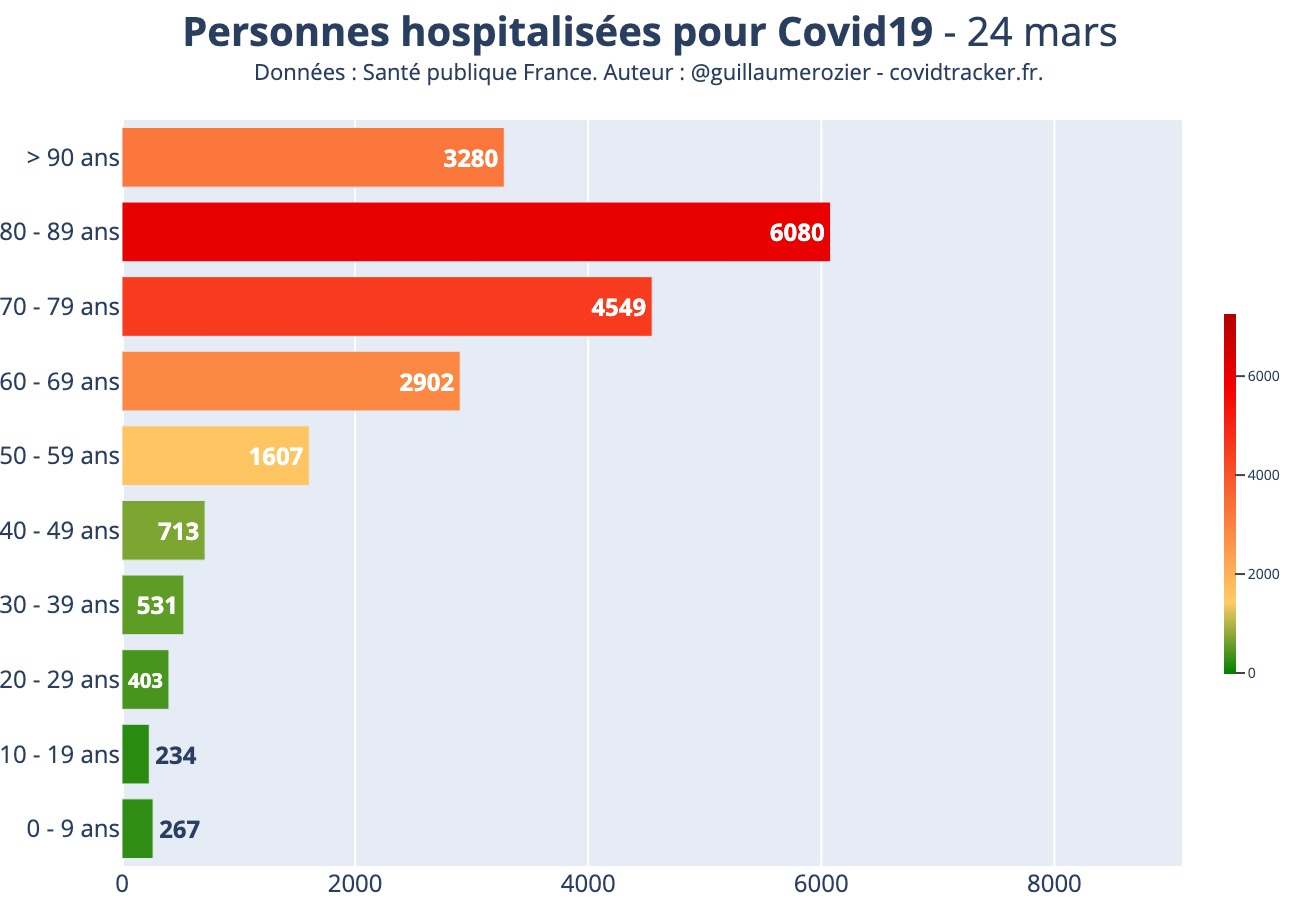 Personnes hospitalisées pour Covid19 - 24 mars
Données : Santé publique France. Auteur : @guillaumerozier - covidtracker.fr.
> 90 ans 3280
80 - 89 ans 6080
70 - 79 ans 4549
60 - 69 ans 2902
50 - 59 ans 1607
40 - 49 ans 713
30 - 39 ans 531
20 - 29 ans 403
10 - 19 ans 234
0 - 9 ans 267
0 2000 4000 6000 8000
6000
4000
2000
0